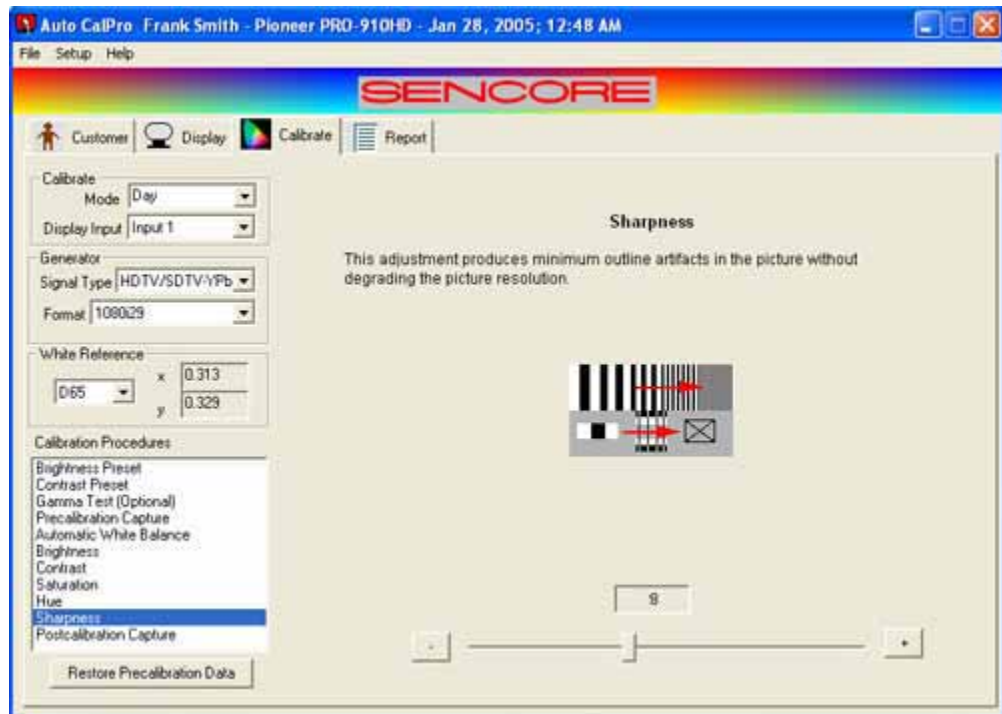 Auto CalPro Frank Smith - Pioneer PRO-910HD - Jan 28, 2005; 12:48 AM
File Setup Help
SENCORE
Customer Display Calibrate Report
Calibrate
Mode Day
Display Input Input 1
Generator
Signal Type HDTV/SDTV-YPb
Format 1080i29
White Reference
D65
x 0.313
y 0.329
Calibration Procedures
Brightness Preset
Contrast Preset
Gamma Test (Optional)
Precalibration Capture
Automatic White Balance
Brightness
Contrast
Saturation
Hue
Sharpness
Postcalibration Capture
Restore Precalibration Data
Sharpness
This adjustment produces minimum outline artifacts in the picture without
degrading the picture resolution.
- +